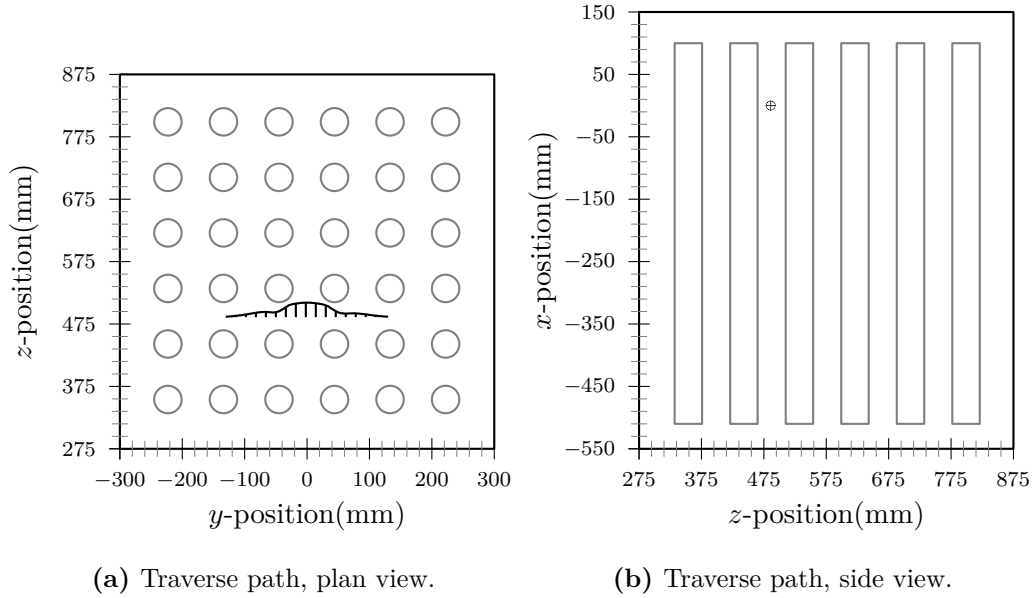 875
775
675
575
475
375
275
−300 −200 −100 0 100 200 300
z-position(mm)
y-position(mm)
(a) Traverse path, plan view.
150
50
−50
−150
−250
−350
−450
−550
275 375 475 575 675 775 875
x-position(mm)
z-position(mm)
(b) Traverse path, side view.